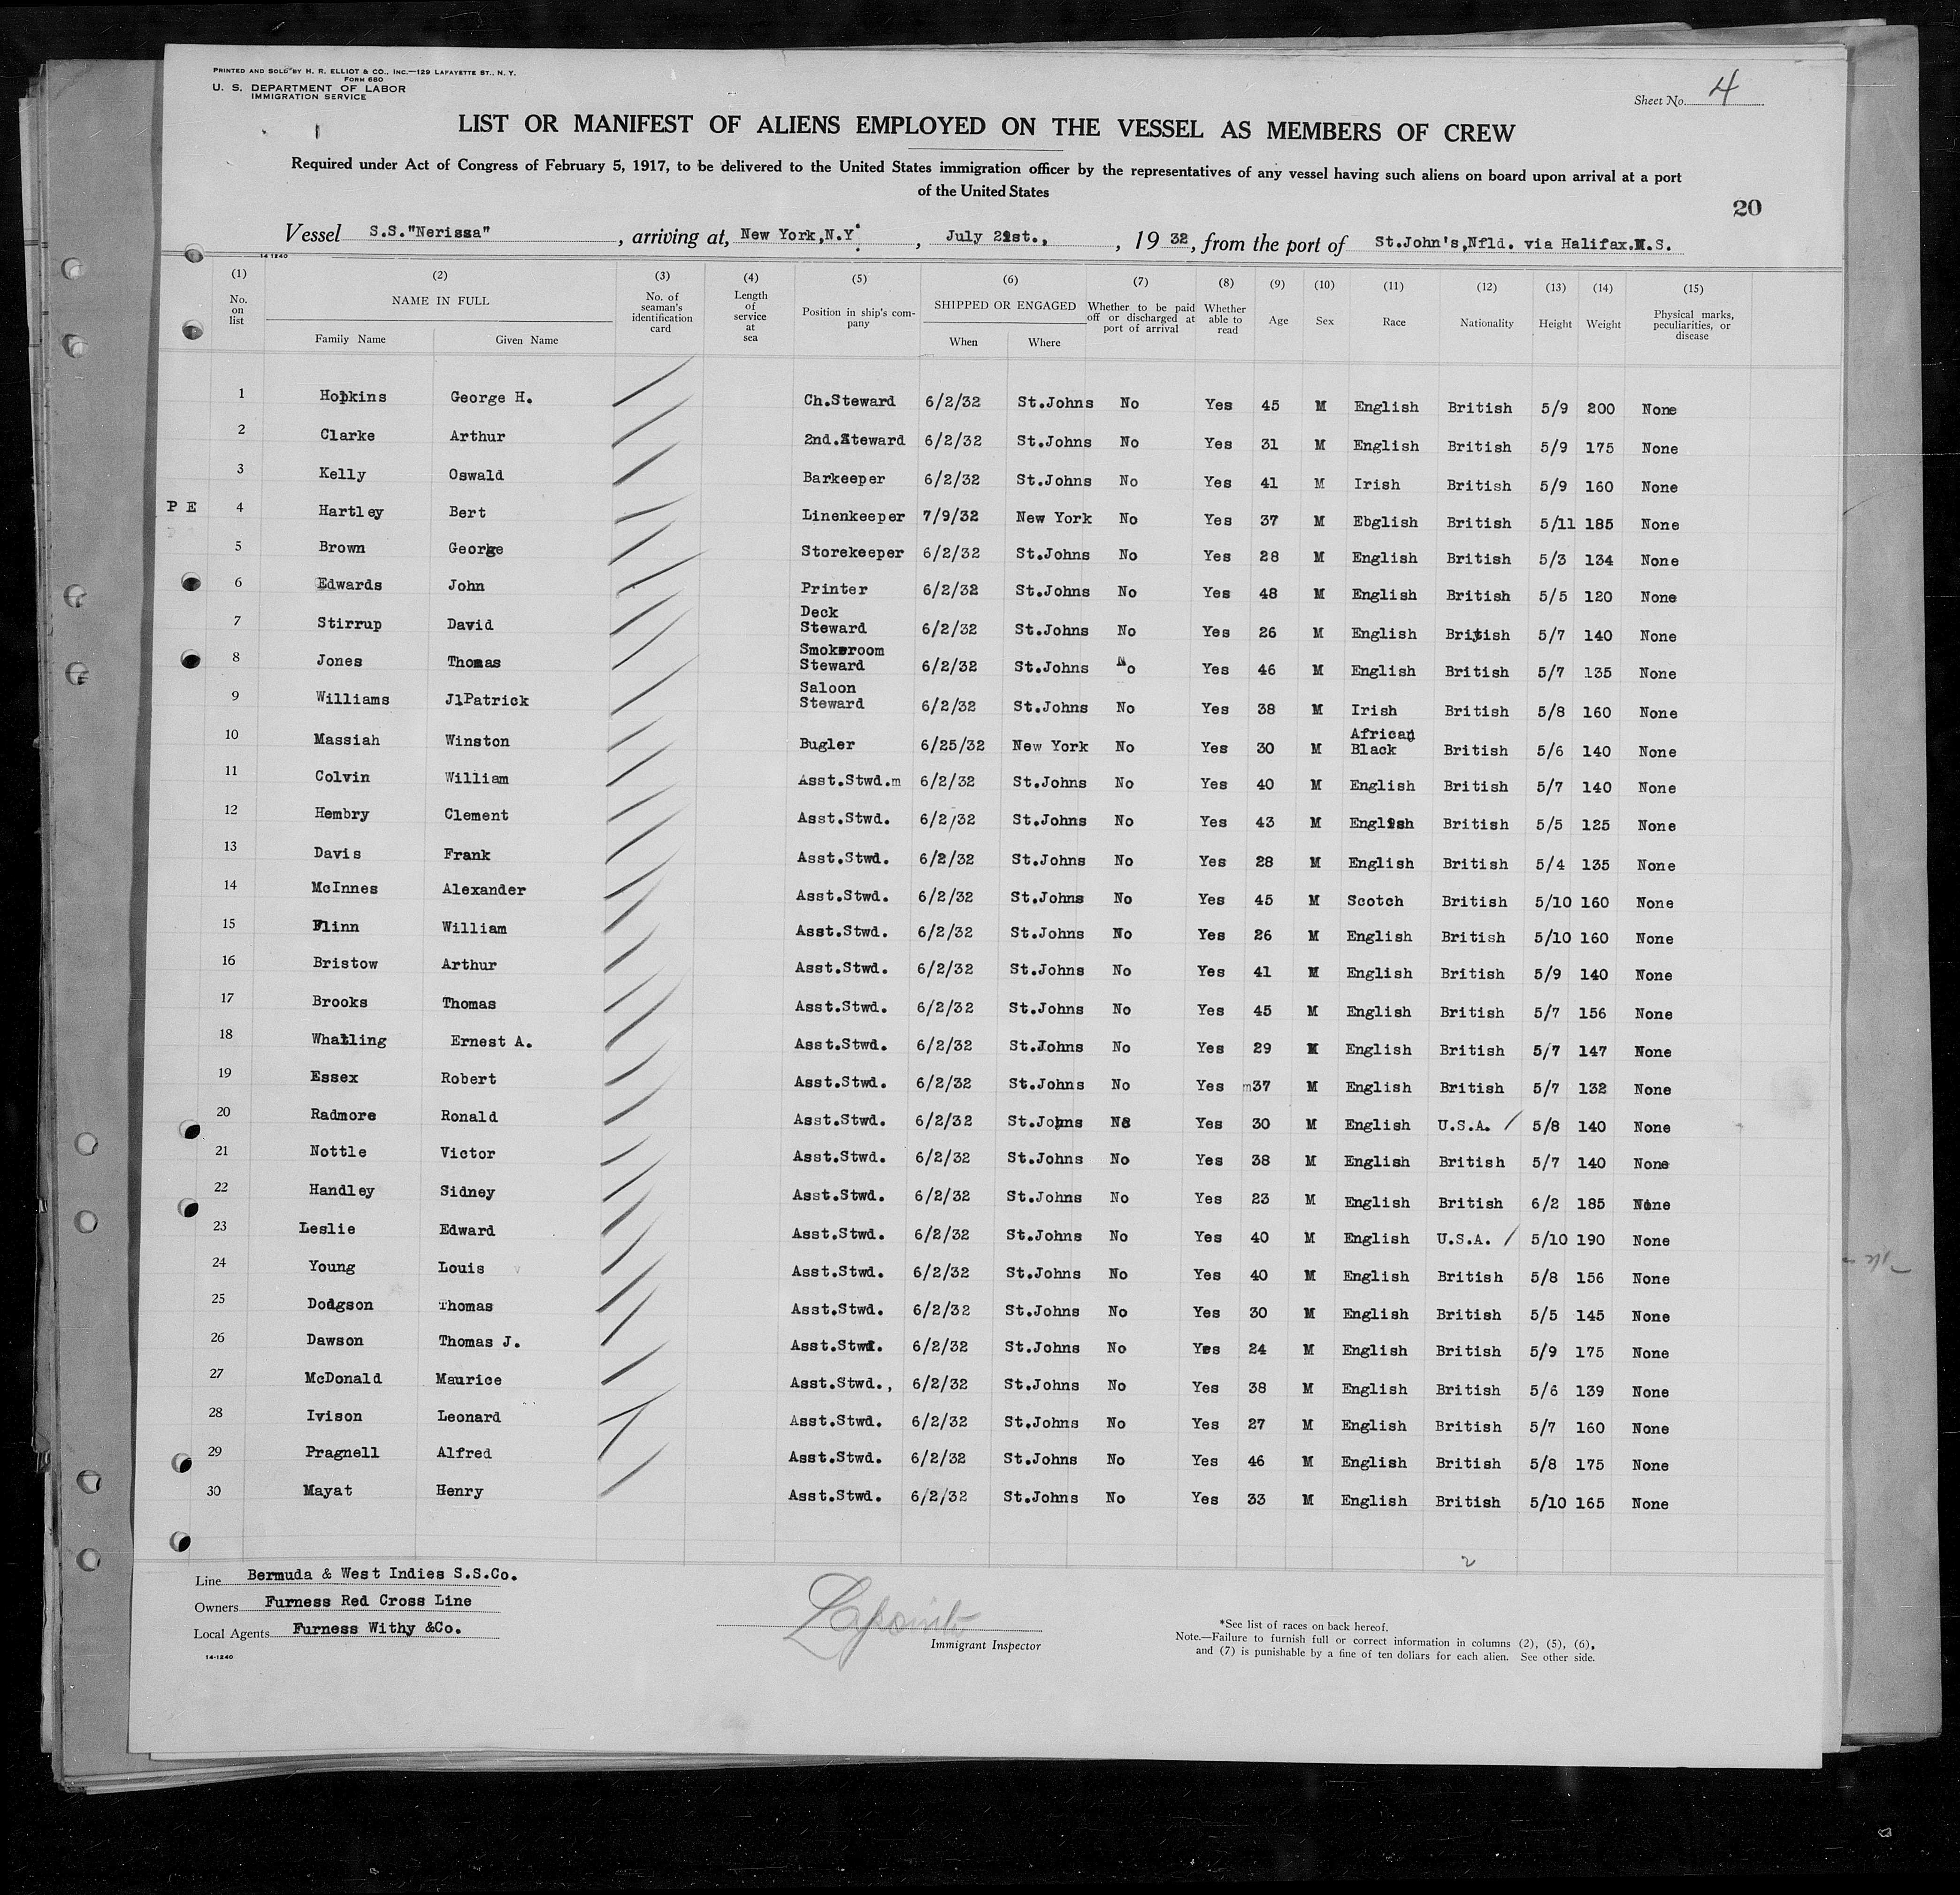 PRINTED AND SOLD BY H. R. ELLIOT & CO., INC.—129 LAFAYETTE ST., N. Y.
FORM 680
U. S. DEPARTMENT OF LABOR
IMMIGRATION SERVICE
Sheet No. 4
LIST OR MANIFEST OF ALIENS EMPLOYED ON THE VESSEL AS MEMBERS OF CREW
Required under Act of Congress of February 5, 1917, to be delivered to the United States immigration officer by the representatives of any vessel having such aliens on board upon arrival at a port
of the United States
20
Vessel S.S."Nerissa", arriving at, New York,N.Y., July 21st., , 19 32, from the port of St.John's,Nfld. via Halifax.N.S.
14 1240
(1) (2) (3) (4) (5) (6) (7) (8) (9) (10) (11) (12) (13) (14) (15)
No. on list NAME IN FULL Family Name Given Name No. of seaman's identification card Length of service at sea Position in ship's company SHIPPED OR ENGAGED When Where Whether to be paid off or discharged at port of arrival Whether able to read Age Sex Race Nationality Height Weight Physical marks, peculiarities, or disease
1 Hopkins George H. Ch.Steward 6/2/32 St.Johns No Yes 45 M English British 5/9 200 None
2 Clarke Arthur 2nd.Steward 6/2/32 St.Johns No Yes 31 M English British 5/9 175 None
3 Kelly Oswald Barkeeper 6/2/32 St.Johns No Yes 41 M Irish British 5/9 160 None
P E 4 Hartley Bert Linenkeeper 7/9/32 New York No Yes 37 M Ebglish British 5/11 185 None
5 Brown George Storekeeper 6/2/32 St.Johns No Yes 28 M English British 5/3 134 None
6 Edwards John Printer 6/2/32 St.Johns No Yes 48 M English British 5/5 120 None
7 Stirrup David Deck Steward 6/2/32 St.Johns No Yes 26 M English British 5/7 140 None
8 Jones Thomas Smokeroom Steward 6/2/32 St.Johns No Yes 46 M English British 5/7 135 None
9 Williams JlPatrick Saloon Steward 6/2/32 St.Johns No Yes 38 M Irish British 5/8 160 None
10 Massiah Winston Bugler 6/25/32 New York No Yes 30 M African Black British 5/6 140 None
11 Colvin William Asst.Stwd.m 6/2/32 St.Johns No Yes 40 M English British 5/7 140 None
12 Hembry Clement Asst.Stwd. 6/2/32 St.Johns No Yes 43 M English British 5/5 125 None
13 Davis Frank Asst.Stwd. 6/2/32 St.Johns No Yes 28 M English British 5/4 135 None
14 McInnes Alexander Asst.Stwd. 6/2/32 St.Johns No Yes 45 M Scotch British 5/10 160 None
15 Flinn William Asst.Stwd. 6/2/32 St.Johns No Yes 26 M English British 5/10 160 None
16 Bristow Arthur Asst.Stwd. 6/2/32 St.Johns No Yes 41 M English British 5/9 140 None
17 Brooks Thomas Asst.Stwd. 6/2/32 St.Johns No Yes 45 M English British 5/7 156 None
18 Whatling Ernest A. Asst.Stwd. 6/2/32 St.Johns No Yes 29 M English British 5/7 147 None
19 Essex Robert Asst.Stwd. 6/2/32 St.Johns No Yes m37 M English British 5/7 132 None
20 Radmore Ronald Asst.Stwd. 6/2/32 St.Johns No Yes 30 M English U.S.A. / 5/8 140 None
21 Nottle Victor Asst.Stwd. 6/2/32 St.Johns No Yes 38 M English British 5/7 140 None
22 Handley Sidney Asst.Stwd. 6/2/32 St.Johns No Yes 23 M English British 6/2 185 None
23 Leslie Edward Asst.Stwd. 6/2/32 St.Johns No Yes 40 M English U.S.A. / 5/10 190 None
24 Young Louis Asst.Stwd. 6/2/32 St.Johns No Yes 40 M English British 5/8 156 None
25 Dodgson Thomas Asst.Stwd. 6/2/32 St.Johns No Yes 30 M English British 5/5 145 None
26 Dawson Thomas J. Asst.Stwd. 6/2/32 St.Johns No Yes 24 M English British 5/9 175 None
27 McDonald Maurice Asst.Stwd., 6/2/32 St.Johns No Yes 38 M English British 5/6 139 None
28 Ivison Leonard Asst.Stwd. 6/2/32 St.Johns No Yes 27 M English British 5/7 160 None
29 Pragnell Alfred Asst.Stwd. 6/2/32 St.Johns No Yes 46 M English British 5/8 175 None
30 Mayat Henry Asst.Stwd. 6/2/32 St.Johns No Yes 33 M English British 5/10 165 None
2
Line Bermuda & West Indies S.S.Co.
Owners Furness Red Cross Line
Local Agents Furness Withy &Co.
14-1240
Immigrant Inspector
*See list of races on back hereof.
Note.—Failure to furnish full or correct information in columns (2), (5), (6),
and (7) is punishable by a fine of ten dollars for each alien. See other side.